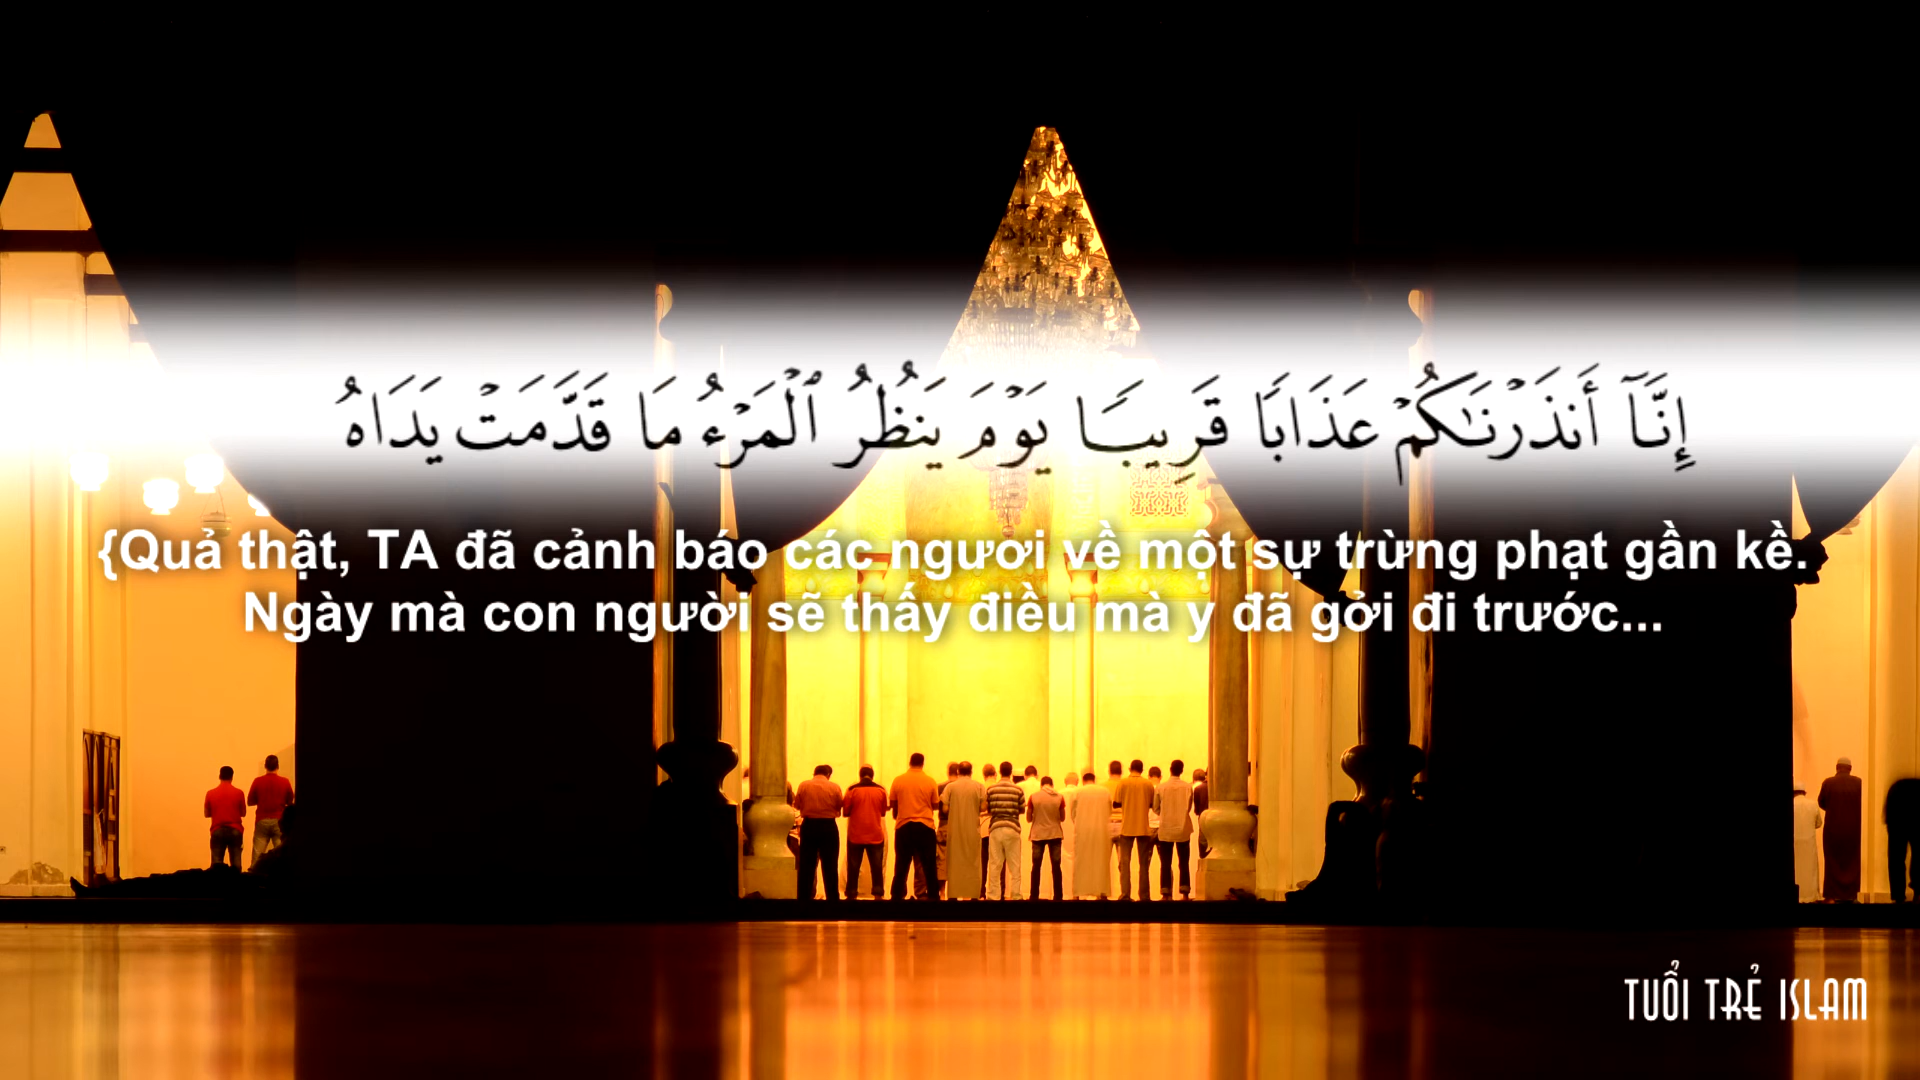 إِنَّآ أَنذَرْنَـٰكُمْ عَذَابًا قَرِيبًا يَوْمَ يَنظُرُ ٱلْمَرْءُ مَا قَدَّمَتْ يَدَاهُ
{Quả thật, TA đã cảnh báo các ngươi về một sự trừng phạt gần kề.
Ngày mà con người sẽ thấy điều mà y đã gởi đi trước...
TUỔI TRẺ ISLAM